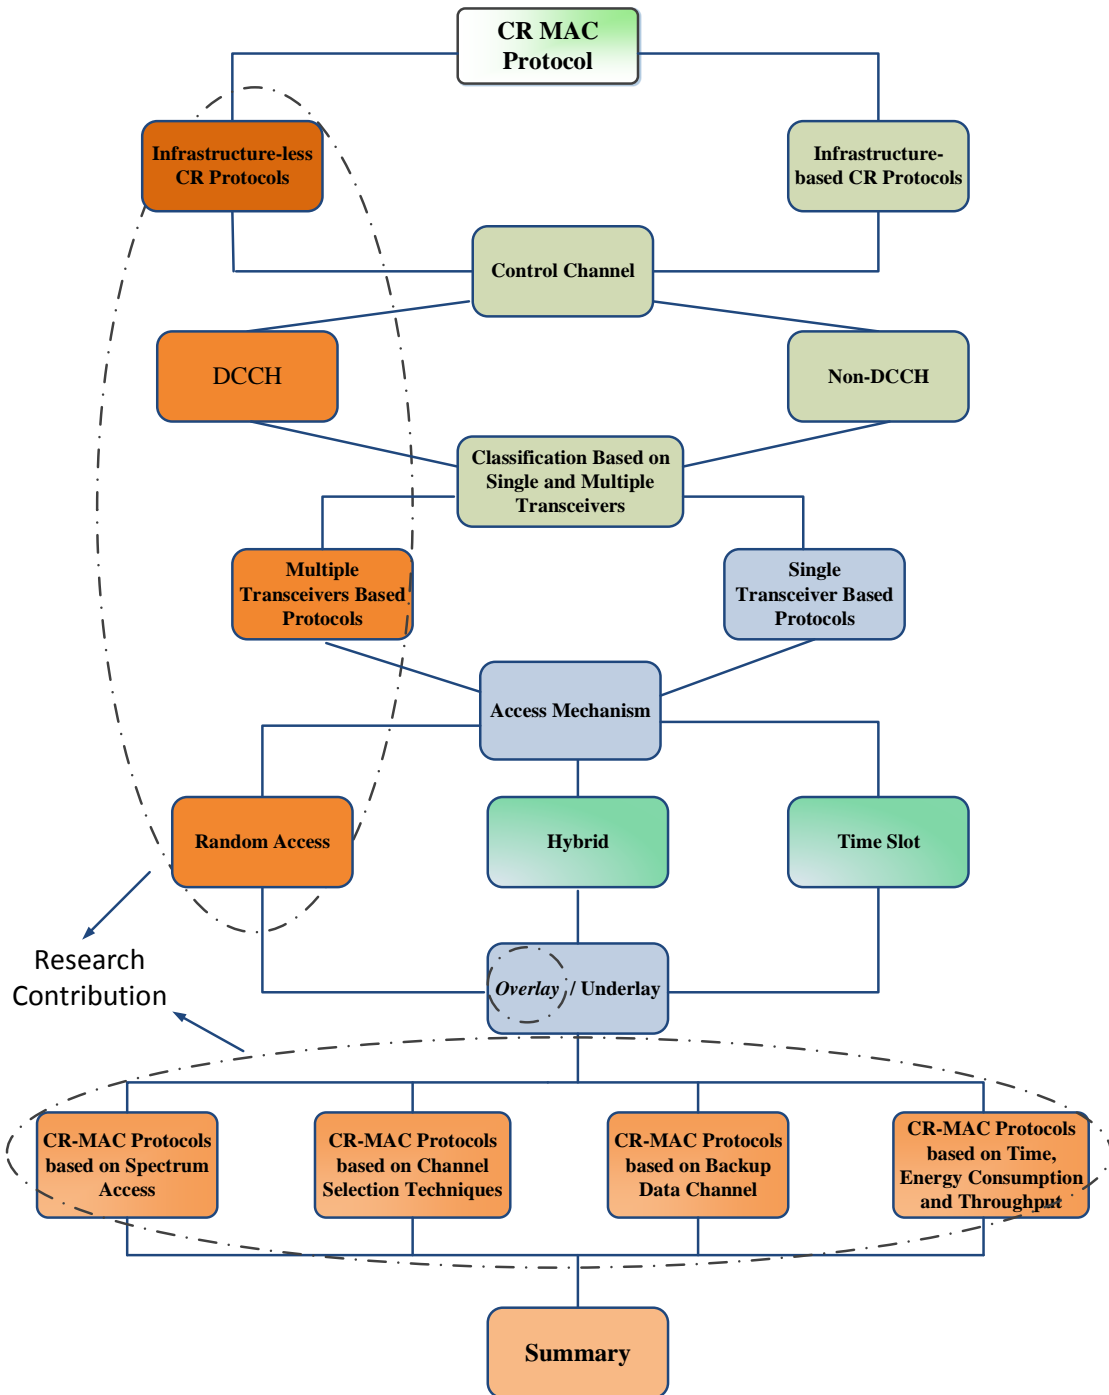 CR MAC
Protocol
Infrastructure-less
CR Protocols
Infrastructure-
based CR Protocols
Control Channel
DCCH
Non-DCCH
Classification Based on
Single and Multiple
Transceivers
Multiple
Transceivers Based
Protocols
Single
Transceiver Based
Protocols
Access Mechanism
Random Access
Hybrid
Time Slot
Research
Contribution
Overlay / Underlay
CR-MAC Protocols
based on Spectrum
Access
CR-MAC Protocols
based on Channel
Selection Techniques
CR-MAC Protocols
based on Backup
Data Channel
CR-MAC Protocols
based on Time,
Energy Consumption
and Throughput
Summary